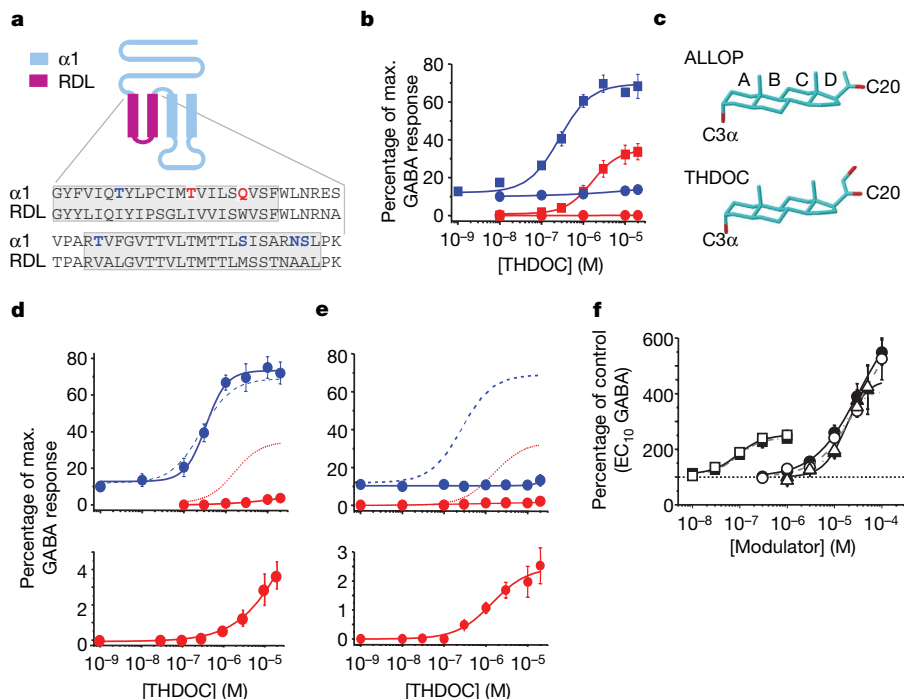 a
α1
RDL
α1 GYFVIQTYLPCIMTVILSQVSFWLNRES
RDL GYYLIQIYIPSGLIVVISWVSFWLNRNA
α1 VPARTVFGVTTVLTMTTLSISARNSLPK
RDL TPARVALGVTTVLTMTTLMSSTNAALPK
b
Percentage of max.
GABA response
80
60
40
20
0
10⁻⁹ 10⁻⁸ 10⁻⁷ 10⁻⁶ 10⁻⁵
[THDOC] (M)
c
ALLOP
A B C D
C20
C3α
THDOC
C20
C3α
d
Percentage of max.
GABA response
80
60
40
20
0
4
3
2
1
0
10⁻⁹ 10⁻⁸ 10⁻⁷ 10⁻⁶ 10⁻⁵
[THDOC] (M)
e
80
60
40
20
0
3
2
1
0
10⁻⁹ 10⁻⁸ 10⁻⁷ 10⁻⁶ 10⁻⁵
[THDOC] (M)
f
Percentage of control
(EC₁₀ GABA)
600
400
200
0
10⁻⁸ 10⁻⁷ 10⁻⁶ 10⁻⁵ 10⁻⁴
[Modulator] (M)